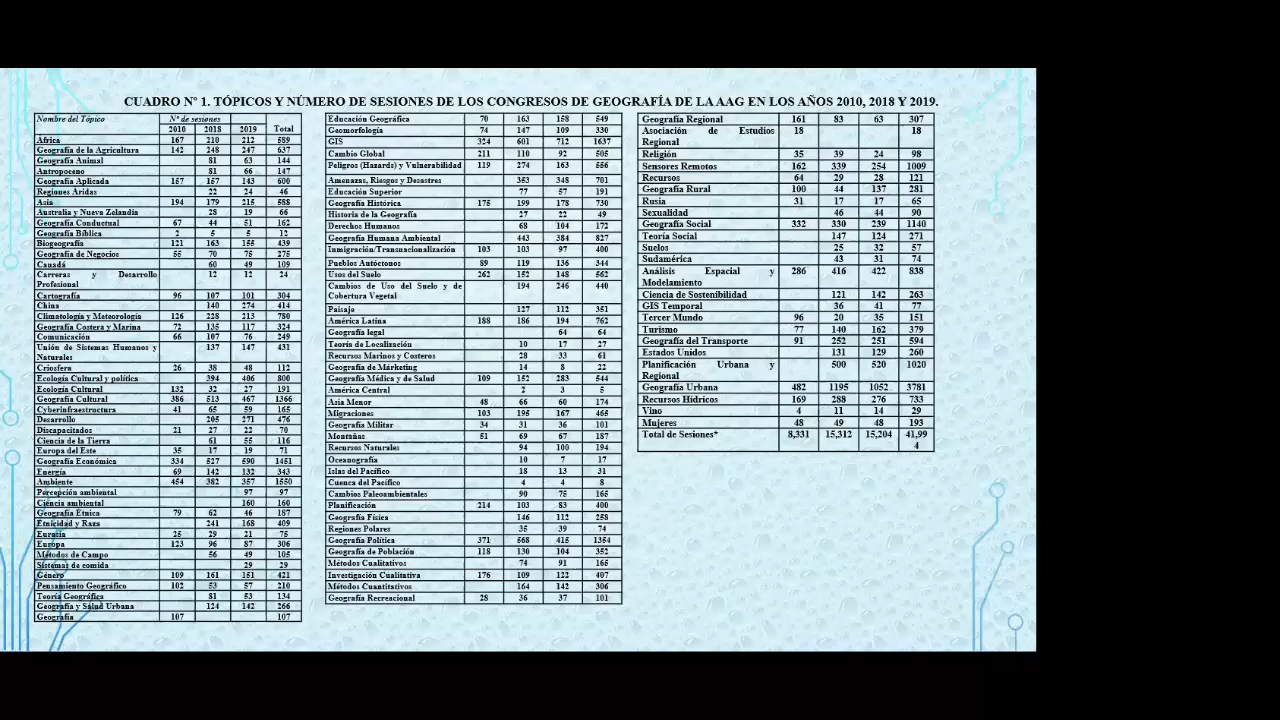 CUADRO Nº 1. TÓPICOS Y NÚMERO DE SESIONES DE LOS CONGRESOS DE GEOGRAFÍA DE LA AAG EN LOS AÑOS 2010, 2018 Y 2019.
Nombre del Tópico Nº de sesiones
2010 2018 2019 Total
África 167 210 212 589
Geografía de la Agricultura 142 248 247 637
Geografía Animal 81 63 144
Antropoceno 81 66 147
Geografía Aplicada 157 157 143 600
Regiones Áridas 22 24 46
Asia 194 179 215 588
Australia y Nueva Zelandia 28 19 66
Geografía Conductual 67 44 51 162
Geografía Bíblica 2 5 5 12
Biogeografía 121 163 155 439
Geografía de Negocios 55 70 75 275
Canadá 60 49 109
Carreras y Desarrollo
Profesional 12 12 24
Cartografía 96 107 101 304
China 140 274 414
Climatología y Meteorología 126 228 213 780
Geografía Costera y Marina 72 135 117 324
Comunicación 66 107 76 249
Unión de Sistemas Humanos y
Naturales 137 147 431
Criosfera 26 38 48 112
Ecología Cultural y política 394 406 800
Ecología Cultural 132 32 27 191
Geografía Cultural 386 513 467 1366
Cyberinfraestructura 41 65 59 165
Desarrollo 205 271 476
Discapacitados 21 27 22 70
Ciencia de la Tierra 61 55 116
Europa del Este 35 17 19 71
Geografía Económica 334 527 590 1451
Energía 69 142 132 343
Ambiente 454 382 357 1550
Percepción ambiental 97 97
Ciencia ambiental 160 160
Geografía Étnica 79 62 46 187
Etnicidad y Raza 241 168 409
Eurasia 25 29 21 75
Europa 123 96 87 306
Métodos de Campo 56 49 105
Sistemas de comida 29 29
Género 109 161 151 421
Pensamiento Geográfico 102 53 57 210
Teoría Geográfica 81 53 134
Geografía y Salud Urbana 124 142 266
Geografía 107 107
Educación Geográfica 70 163 158 549
Geomorfología 74 147 109 330
GIS 324 601 712 1637
Cambio Global 211 110 92 505
Peligros (Hazards) y Vulnerabilidad 119 274 163 556
Amenazas, Riesgos y Desastres 353 348 701
Educación Superior 77 57 191
Geografía Histórica 175 199 178 730
Historia de la Geografía 27 22 49
Derechos Humanos 68 104 172
Geografía Humana Ambiental 443 384 827
Inmigración/Transnacionalización 103 103 97 400
Pueblos Autóctonos 89 119 136 344
Usos del Suelo 262 152 148 562
Cambios de Uso del Suelo y de
Cobertura Vegetal 194 246 440
Paisaje 127 112 351
América Latina 188 186 194 762
Geografía legal 64 64
Teoría de Localización 10 17 27
Recursos Marinos y Costeros 28 33 61
Geografía de Márketing 14 8 22
Geografía Médica y de Salud 109 152 283 544
América Central 2 3 5
Asia Menor 48 66 60 174
Migraciones 103 195 167 465
Geografía Militar 34 31 36 101
Montañas 51 69 67 187
Recursos Naturales 94 100 194
Oceanografía 10 7 17
Islas del Pacífico 18 13 31
Cuenca del Pacífico 4 4 8
Cambios Paleoambientales 90 75 165
Planificación 214 103 83 400
Geografía Física 146 112 258
Regiones Polares 35 39 74
Geografía Política 371 568 415 1354
Geografía de Población 118 130 104 352
Métodos Cualitativos 74 91 165
Investigación Cualitativa 176 109 122 407
Métodos Cuantitativos 164 142 306
Geografía Recreacional 28 36 37 101
Geografía Regional 161 83 63 307
Asociación de Estudios
Regional 18 18
Religión 35 39 24 98
Sensores Remotos 162 339 254 1009
Recursos 64 29 28 121
Geografía Rural 100 44 137 281
Rusia 31 17 17 65
Sexualidad 46 44 90
Geografía Social 332 330 239 1140
Teoría Social 147 124 271
Suelos 25 32 57
Sudamérica 43 31 74
Análisis Espacial y
Modelamiento 286 416 422 838
Ciencia de Sostenibilidad 121 142 263
GIS Temporal 36 41 77
Tercer Mundo 96 20 35 151
Turismo 77 140 162 379
Geografía del Transporte 91 252 251 594
Estados Unidos 131 129 260
Planificación Urbana y
Regional 500 520 1020
Geografía Urbana 482 1195 1052 3781
Recursos Hídricos 169 288 276 733
Vino 4 11 14 29
Mujeres 48 49 48 193
Total de Sesiones* 8,331 15,312 15,204 41,99
4